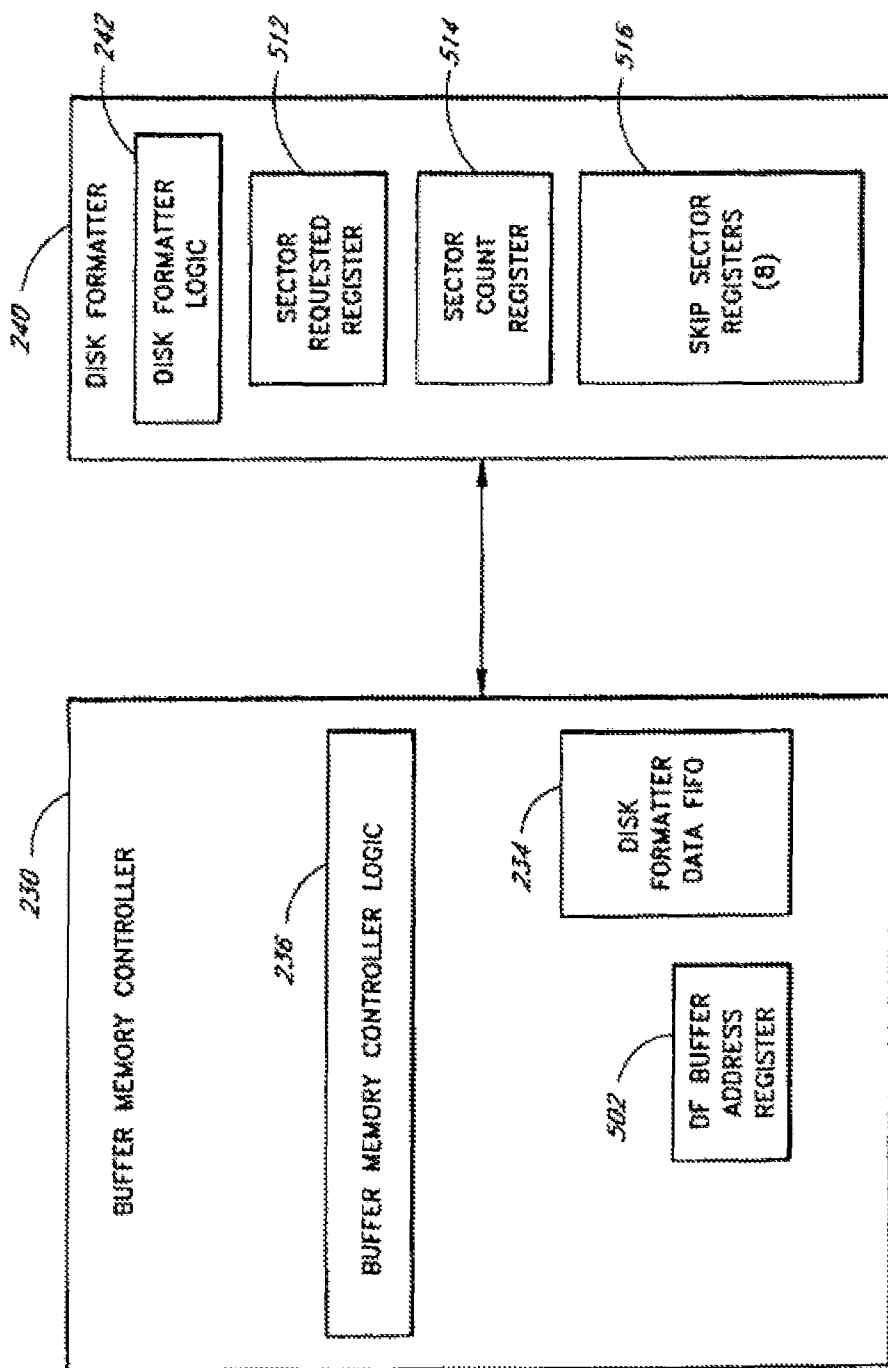 BUFFER MEMORY CONTROLLER
230
BUFFER MEMORY CONTROLLER LOGIC
236
DF BUFFER
ADDRESS
REGISTER
502
DISK
FORMATTER
DATA FIFO
234
240
DISK FORMATTER
DISK FORMATTER
LOGIC
242
SECTOR
REQUESTED
REGISTER
512
SECTOR
COUNT
REGISTER
514
SKIP SECTOR
REGISTERS
(8)
516